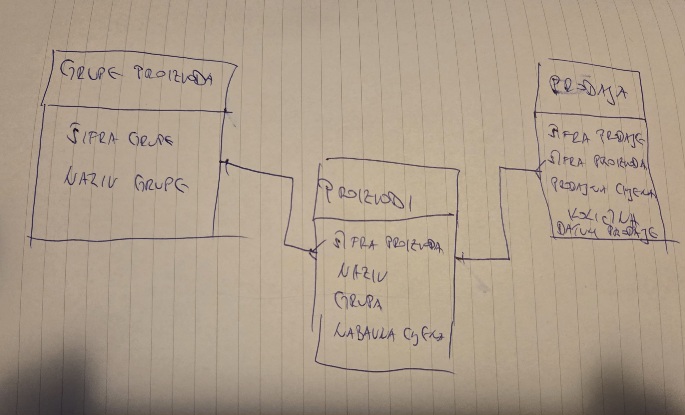 GRUPE PROIZVODA
ŠIFRA GRUPE
NAZIV GRUPE
PROIZVODI
ŠIFRA PROIZVODA
NAZIV
GRUPA
NABAVNA CIJENA
PRODAJA
ŠIFRA PRODAJE
ŠIFRA PROIZVODA
PRODAJNA CIJENA
KOLIČINA
DATUM PRODAJE